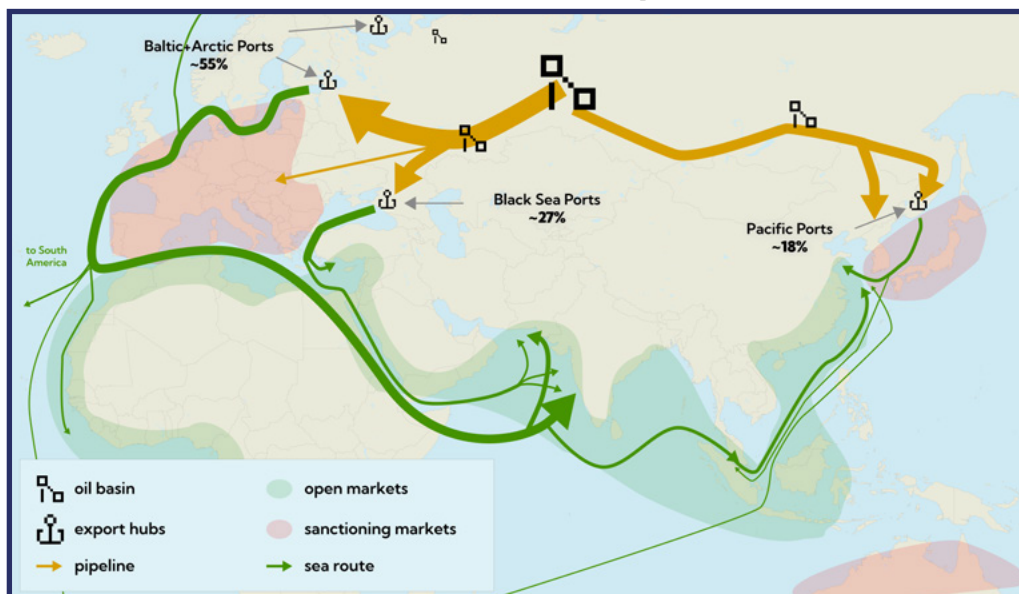 Baltic+Arctic Ports
~55%
Black Sea Ports
~27%
Pacific Ports
~18%
to South
America
oil basin
open markets
export hubs
sanctioning markets
pipeline
sea route